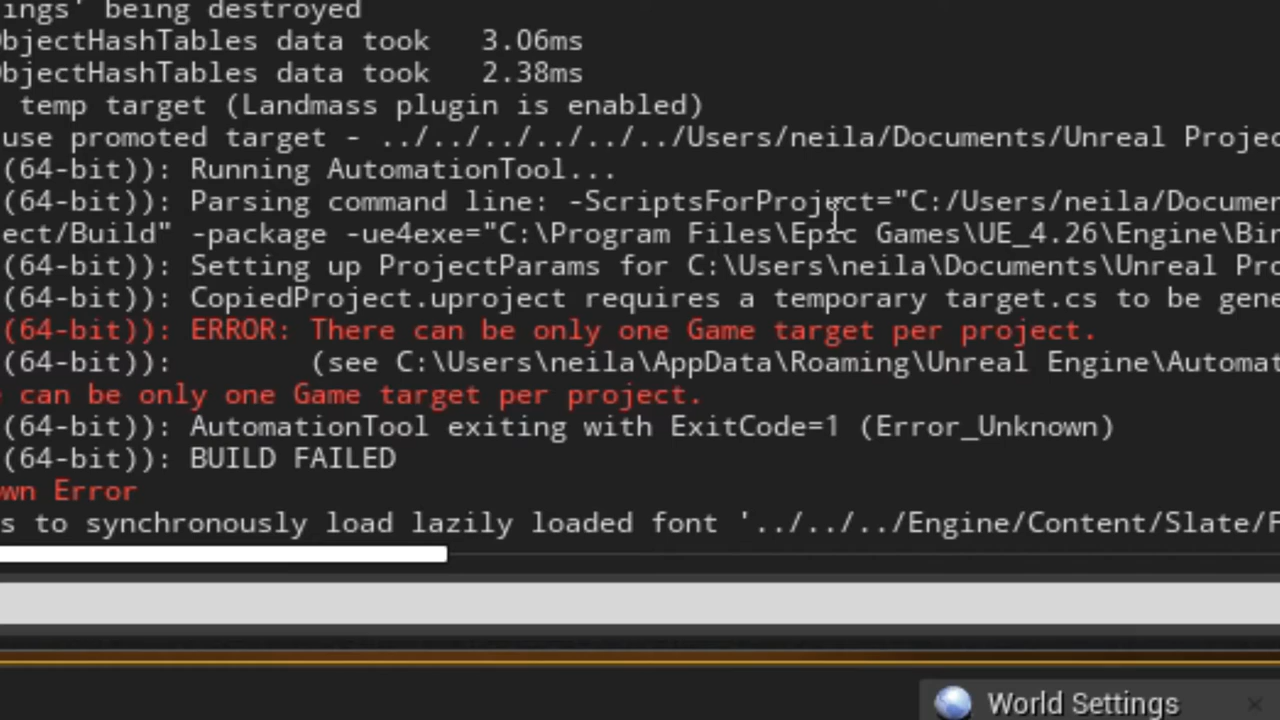 ings' being destroyed
ObjectHashTables data took 3.06ms
ObjectHashTables data took 2.38ms
temp target (Landmass plugin is enabled)
use promoted target - ../../../../../../Users/neila/Documents/Unreal Projec
(64-bit)): Running AutomationTool...
(64-bit)): Parsing command line: -ScriptsForProject="C:/Users/neila/Documen
ect/Build" -package -ue4exe="C:\Program Files\Epic Games\UE_4.26\Engine\Bin
(64-bit)): Setting up ProjectParams for C:\Users\neila\Documents\Unreal Pro
(64-bit)): CopiedProject.uproject requires a temporary target.cs to be gene
(64-bit)): ERROR: There can be only one Game target per project.
(64-bit)): (see C:\Users\neila\AppData\Roaming\Unreal Engine\Automat
e can be only one Game target per project.
(64-bit)): AutomationTool exiting with ExitCode=1 (Error_Unknown)
(64-bit)): BUILD FAILED
own Error
s to synchronously load lazily loaded font '../../../Engine/Content/Slate/F
World Settings